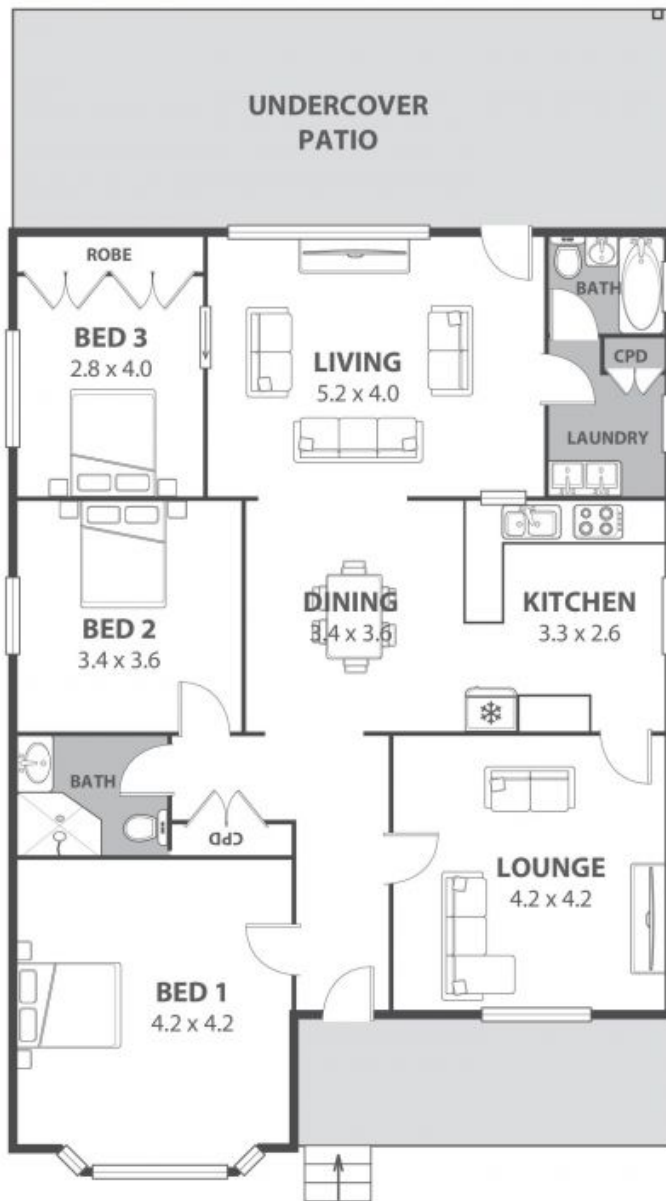 UNDERCOVER
PATIO
ROBE
BED 3
2.8 x 4.0
LIVING
5.2 x 4.0
BATH
CPD
LAUNDRY
BED 2
3.4 x 3.6
DINING
3.4 x 3.6
KITCHEN
3.3 x 2.6
BATH
CPD
LOUNGE
4.2 x 4.2
BED 1
4.2 x 4.2